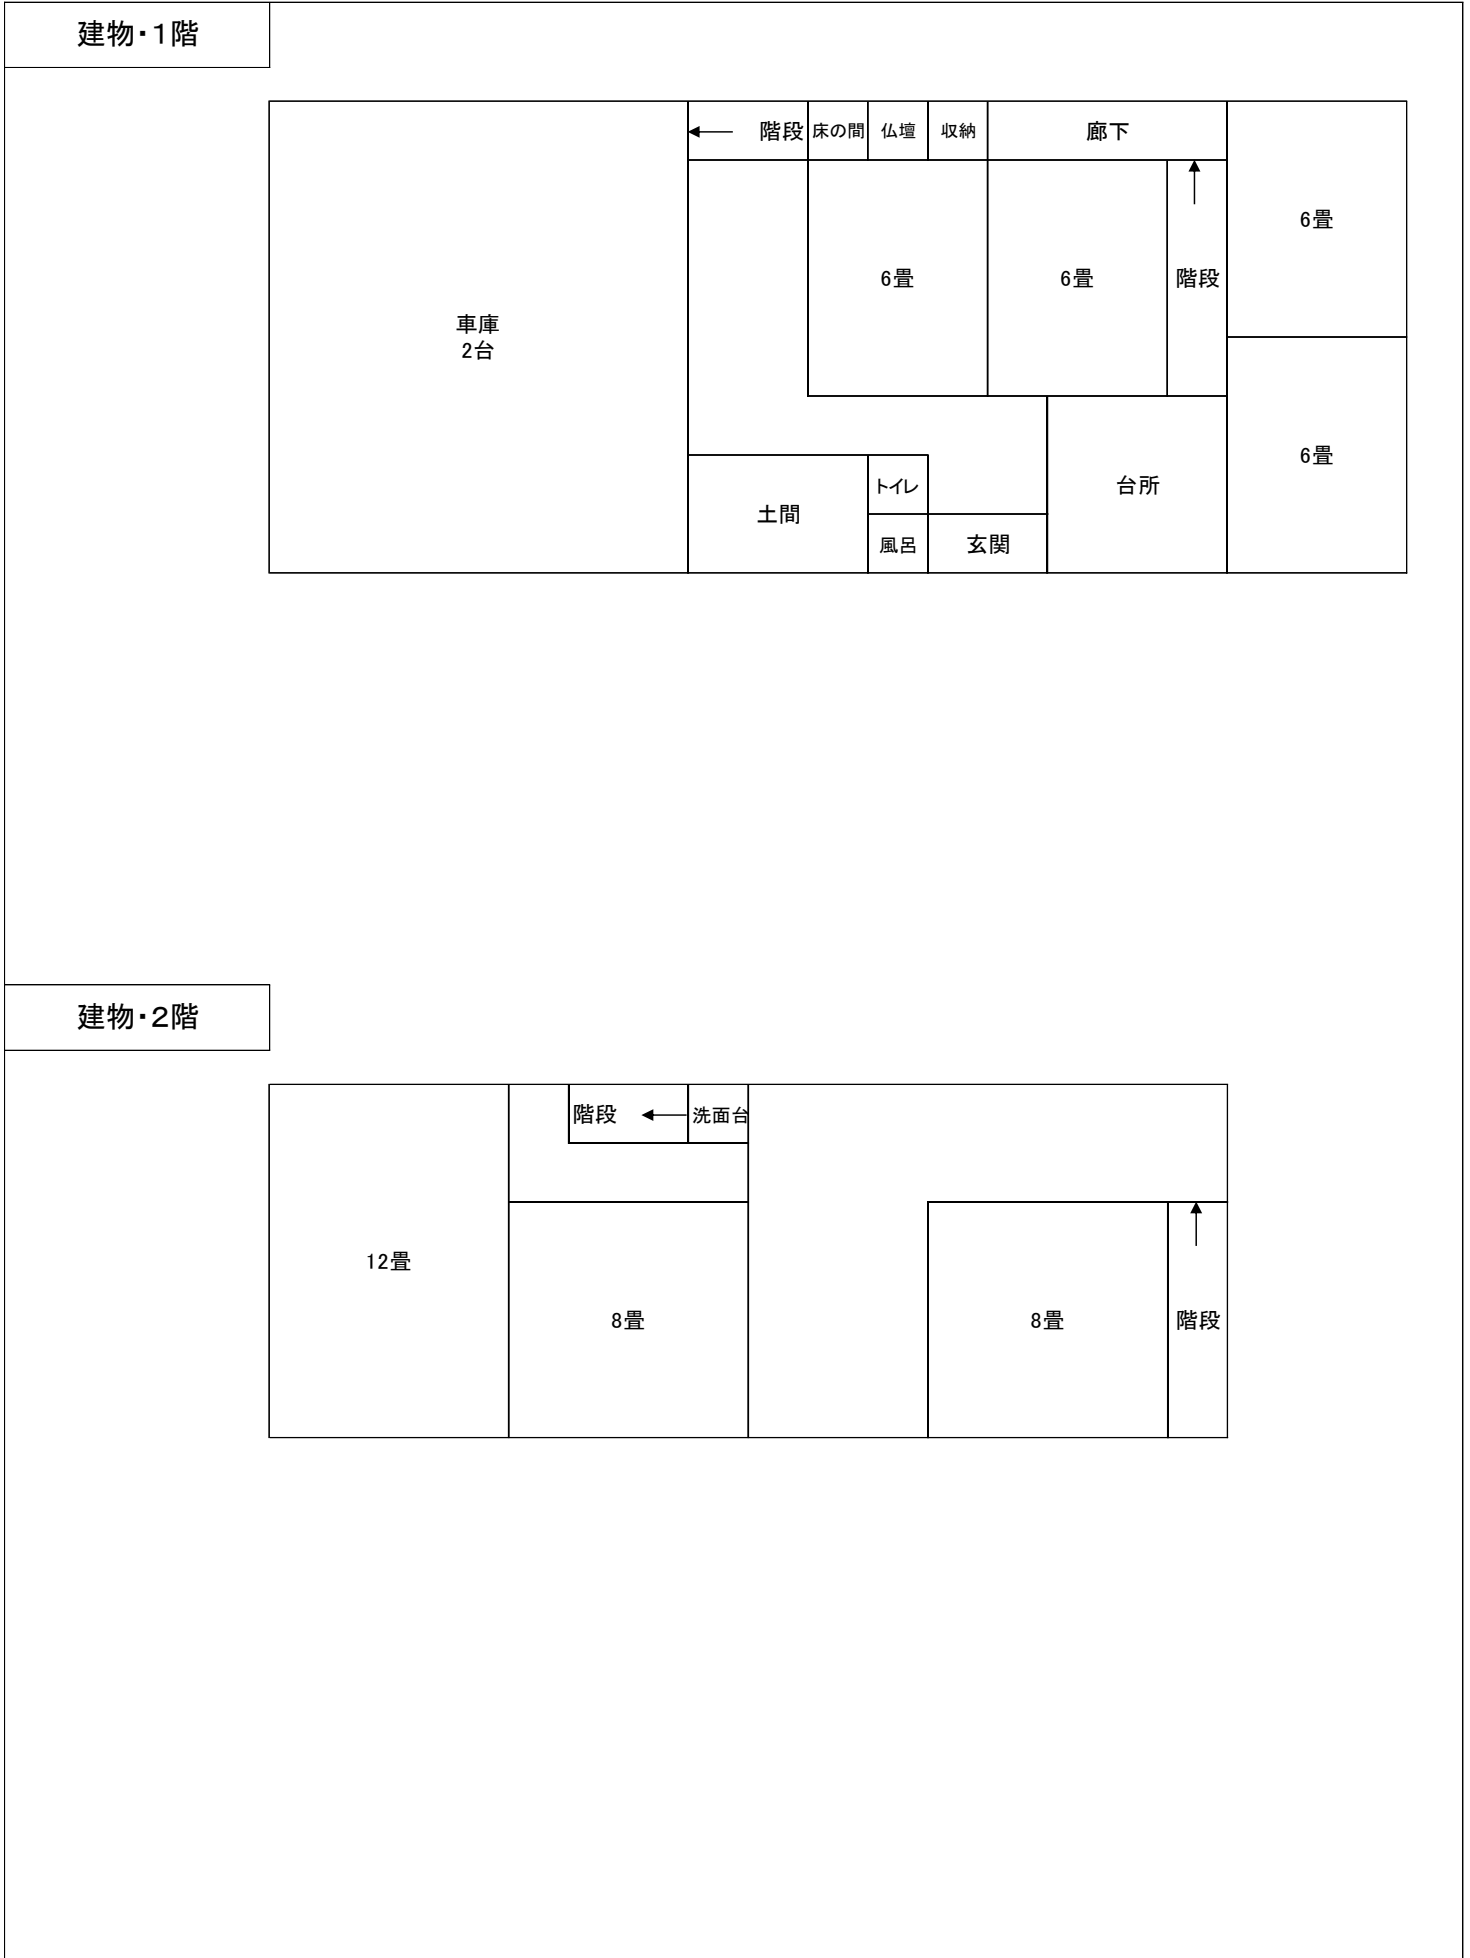 建物・1階
階段
床の間
仏壇
収納
廊下
6畳
6畳
6畳
階段
車庫
2台
6畳
台所
トイレ
土間
風呂
玄関
建物・2階
階段
洗面台
12畳
8畳
8畳
階段